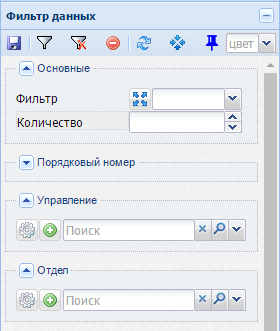 Фильтр данных
цвет
Основные
Фильтр
Количество
Порядковый номер
Управление
Поиск
Отдел
Поиск